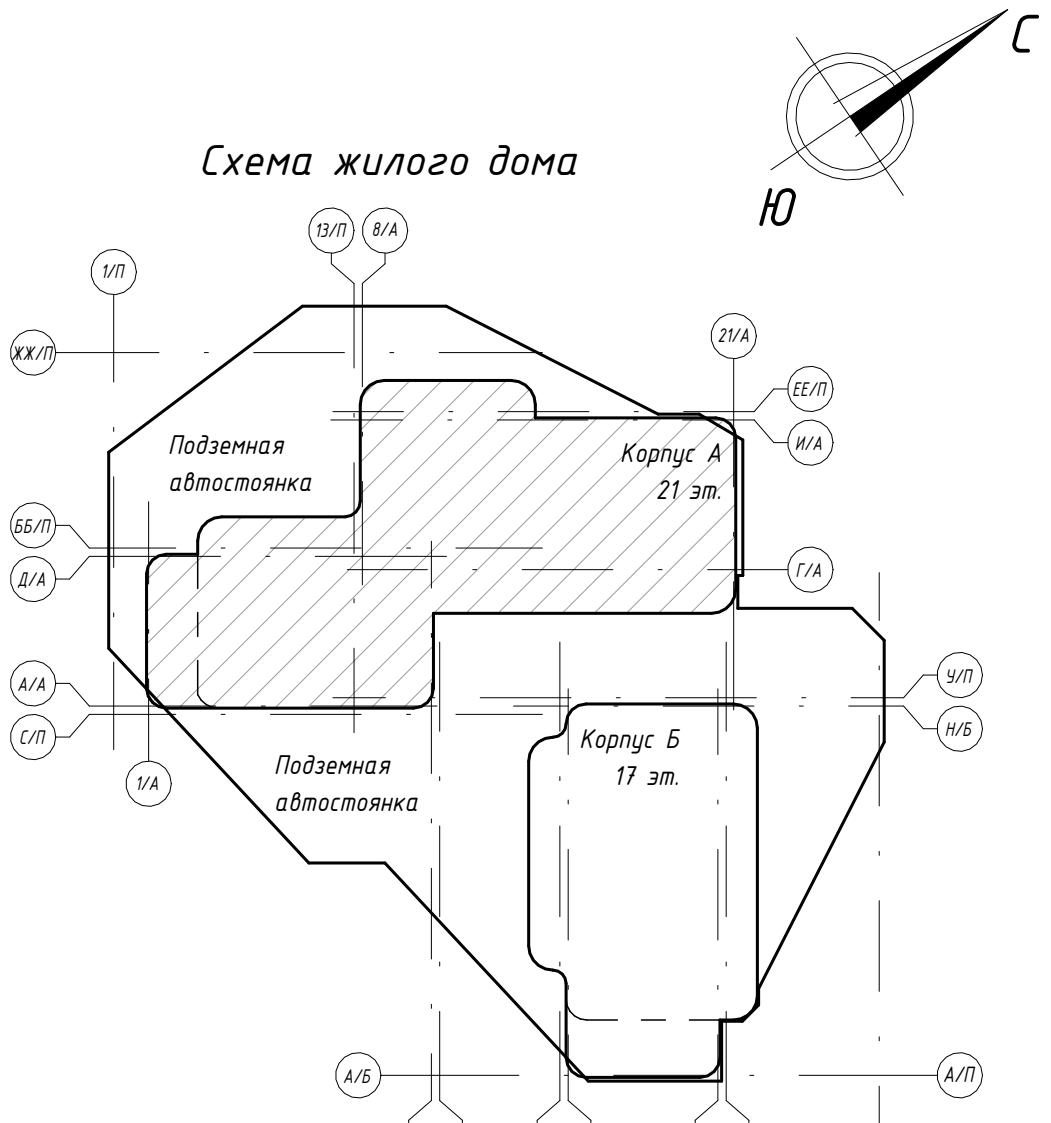 С
Ю
Схема жилого дома
13/П
8/А
1/П
21/А
ЖЖ/П
ЕЕ/П
И/А
Подземная
автостоянка
Корпус А
21 эт.
ББ/П
Д/А
Г/А
А/А
С/П
У/П
Н/Б
1/А
Подземная
автостоянка
Корпус Б
17 эт.
А/Б
А/П